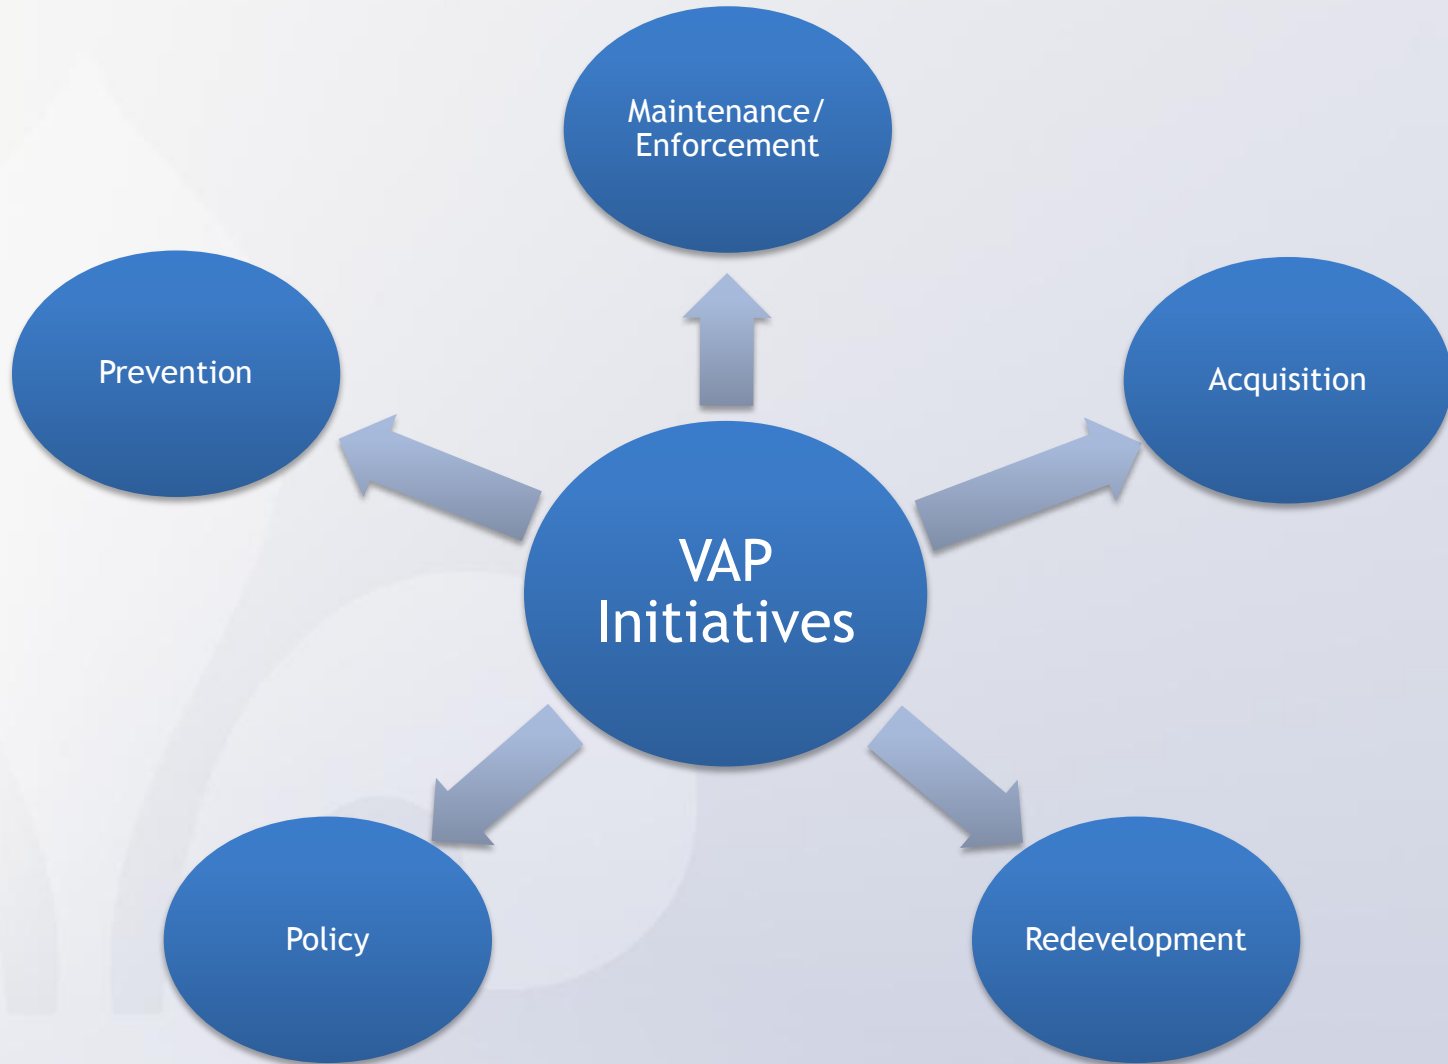 Maintenance/
Enforcement
Prevention
Acquisition
VAP
Initiatives
Policy
Redevelopment